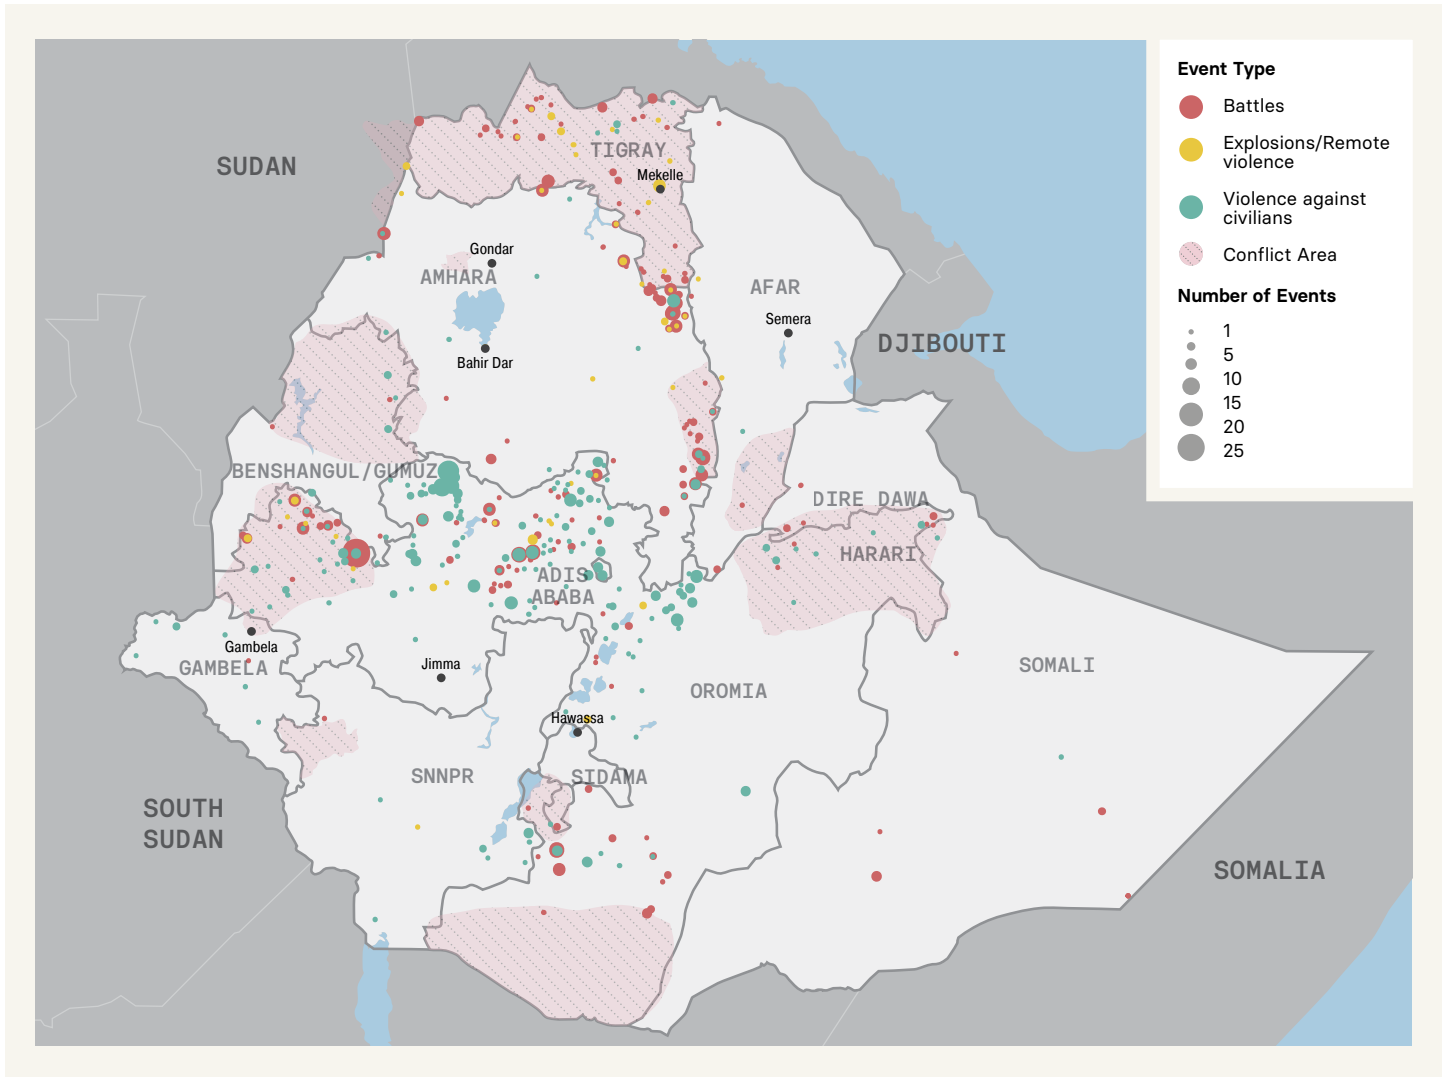 Event Type
Battles
Explosions/Remote
violence
Violence against
civilians
Conflict Area
Number of Events
1
5
10
15
20
25
SUDAN
TIGRAY
Mekelle
Gondar
AMHARA
AFAR
Semera
DJIBOUTI
Bahir Dar
BENSHANGUL/GUMUZ
DIRE DAWA
HARARI
ADIS
ABABA
Gambela
GAMBELA
Jimma
SOMALI
OROMIA
Hawassa
SNNPR
SIDAMA
SOUTH
SUDAN
SOMALIA